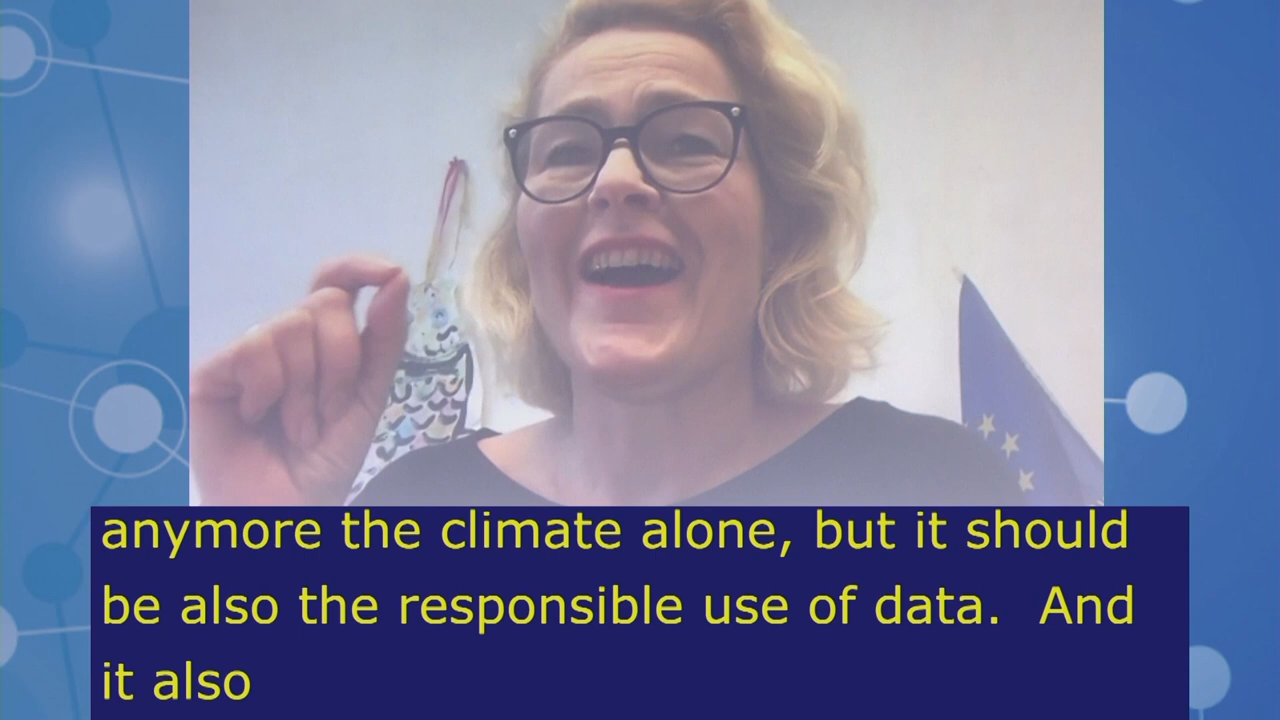 anymore the climate alone, but it should
be also the responsible use of data.  And
it also